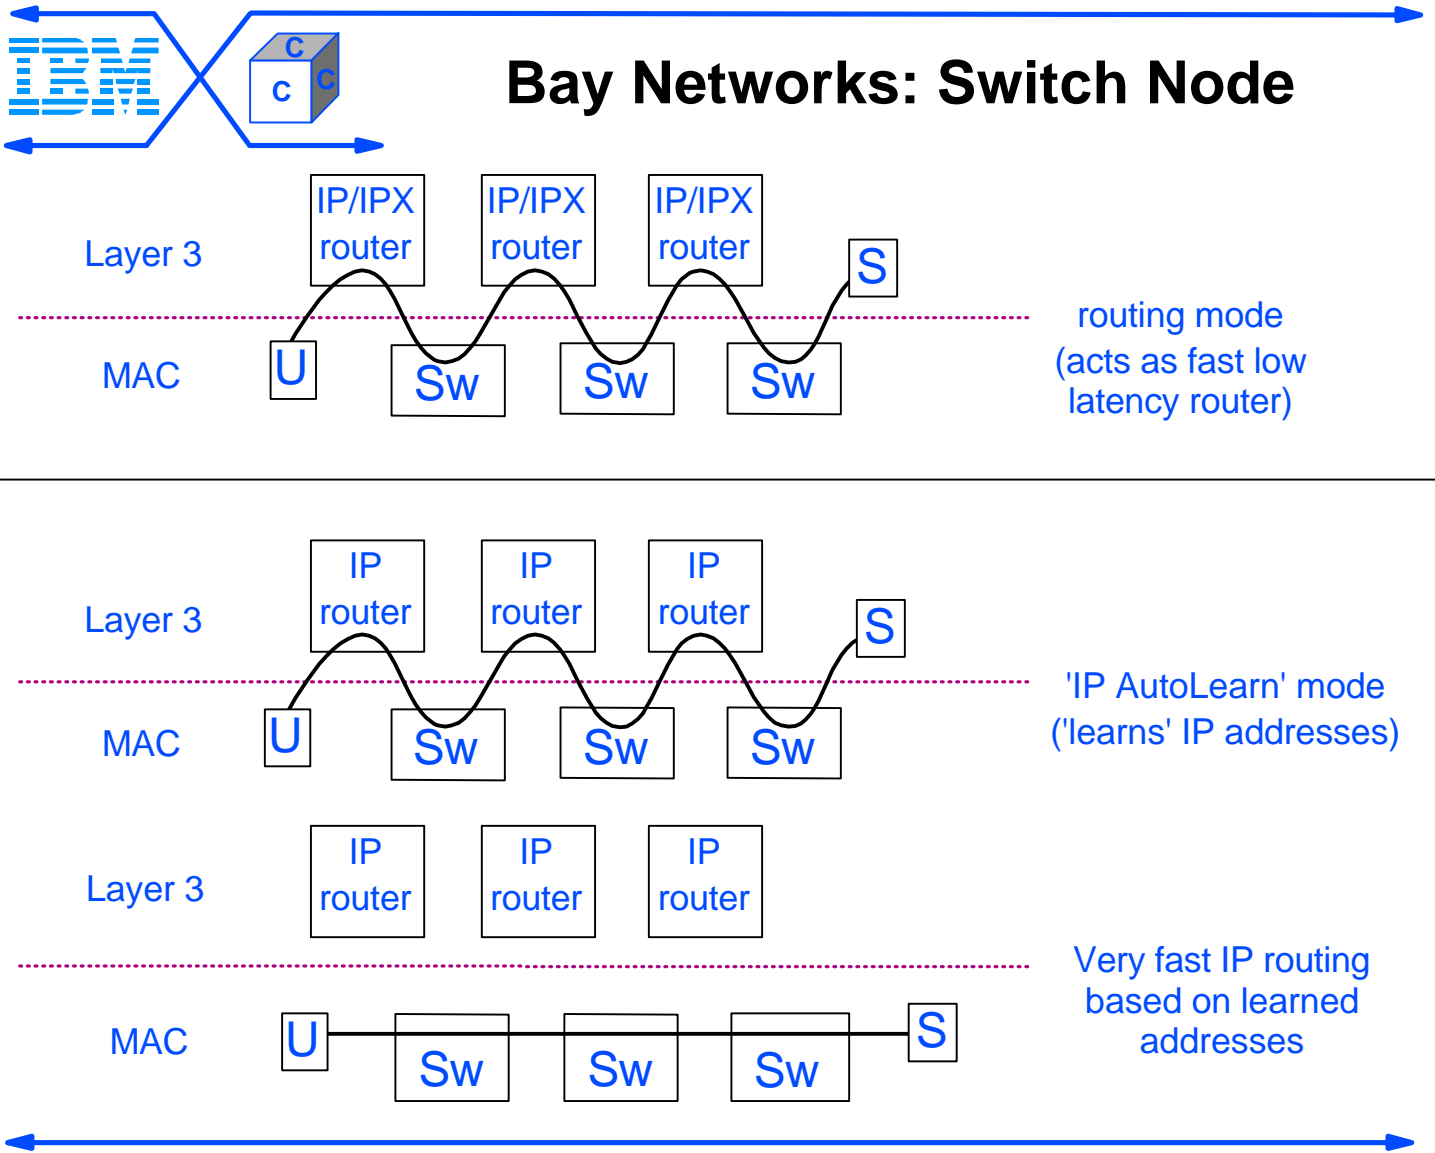 IBM
C
C
C
Bay Networks: Switch Node
IP/IPX
router
IP/IPX
router
IP/IPX
router
Layer 3
S
MAC
U
Sw
Sw
Sw
routing mode
(acts as fast low
latency router)
IP
router
IP
router
IP
router
Layer 3
S
MAC
U
Sw
Sw
Sw
'IP AutoLearn' mode
('learns' IP addresses)
IP
router
IP
router
IP
router
Layer 3
MAC
U
Sw
Sw
Sw
S
Very fast IP routing
based on learned
addresses